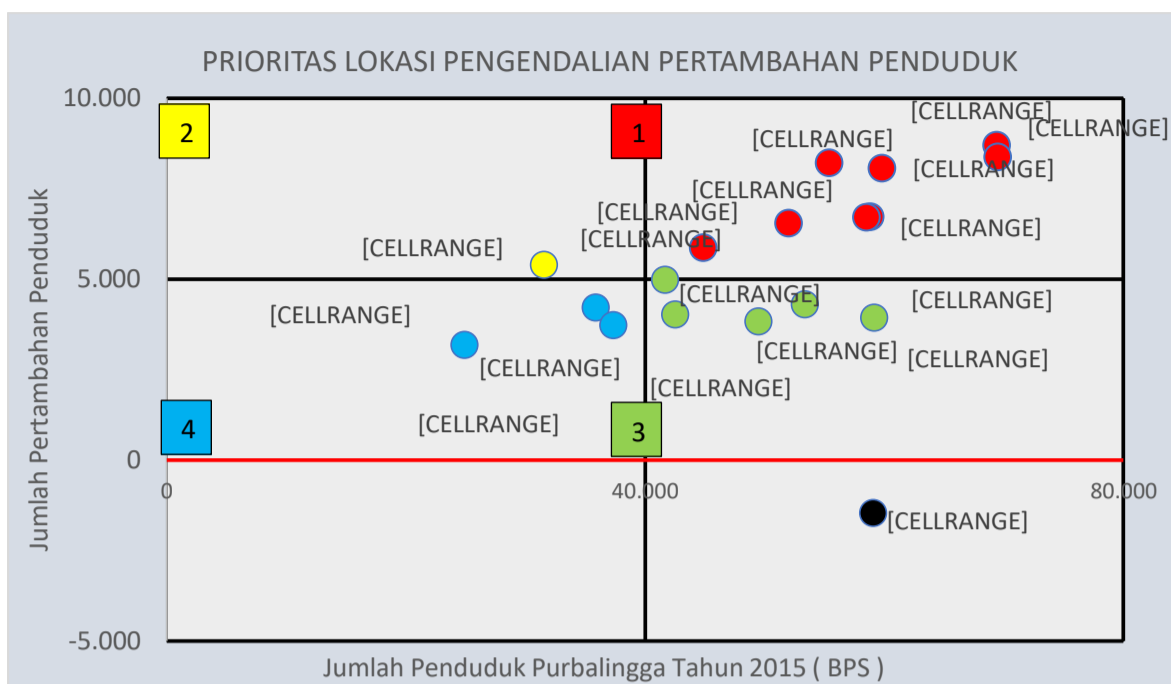 PRIORITAS LOKASI PENGENDALIAN PERTAMBAHAN PENDUDUK
10.000
2
1
[CELLRANGE]
[CELLRANGE]
[CELLRANGE]
[CELLRANGE]
[CELLRANGE]
[CELLRANGE]
[CELLRANGE]
[CELLRANGE]
[CELLRANGE]
5.000
[CELLRANGE]
[CELLRANGE]
[CELLRANGE]
[CELLRANGE]
[CELLRANGE]
[CELLRANGE]
[CELLRANGE]
[CELLRANGE]
4
3
0
0
40.000
80.000
[CELLRANGE]
-5.000
Jumlah Pertambahan Penduduk
Jumlah Penduduk Purbalingga Tahun 2015 ( BPS )